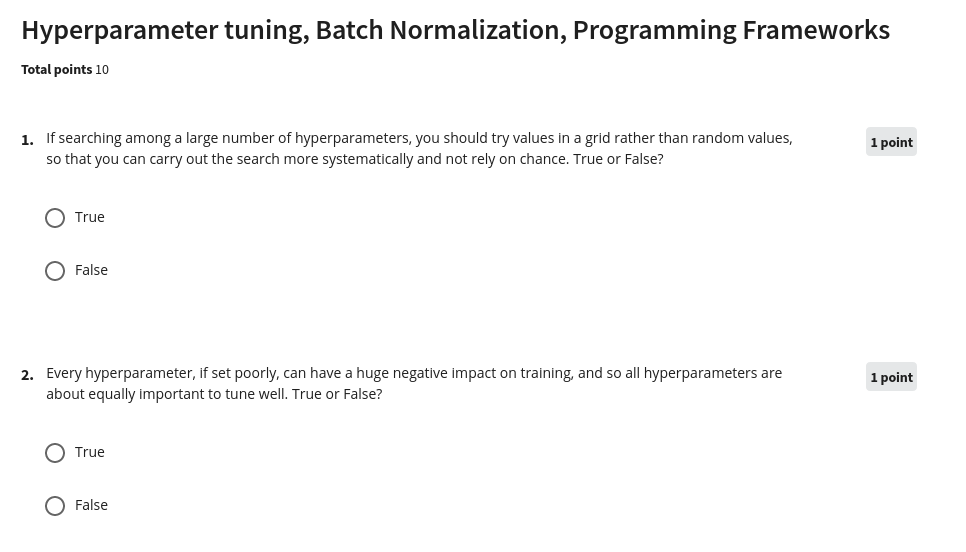 Hyperparameter tuning, Batch Normalization, Programming Frameworks
Total points 10
1. If searching among a large number of hyperparameters, you should try values in a grid rather than random values, 1 point
so that you can carry out the search more systematically and not rely on chance. True or False?
True
False
2. Every hyperparameter, if set poorly, can have a huge negative impact on training, and so all hyperparameters are 1 point
about equally important to tune well. True or False?
True
False